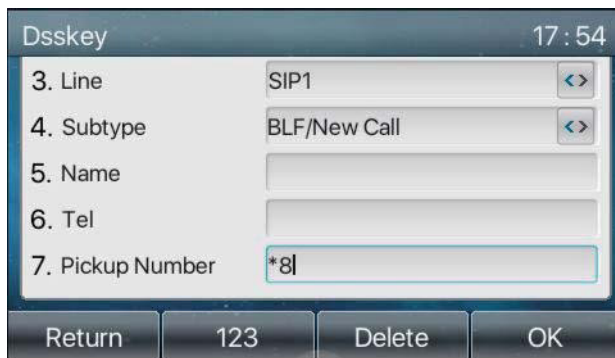 Dsskey 17:54
3. Line SIP1 <>
4. Subtype BLF/New Call <>
5. Name
6. Tel
7. Pickup Number *8
Return 123 Delete OK